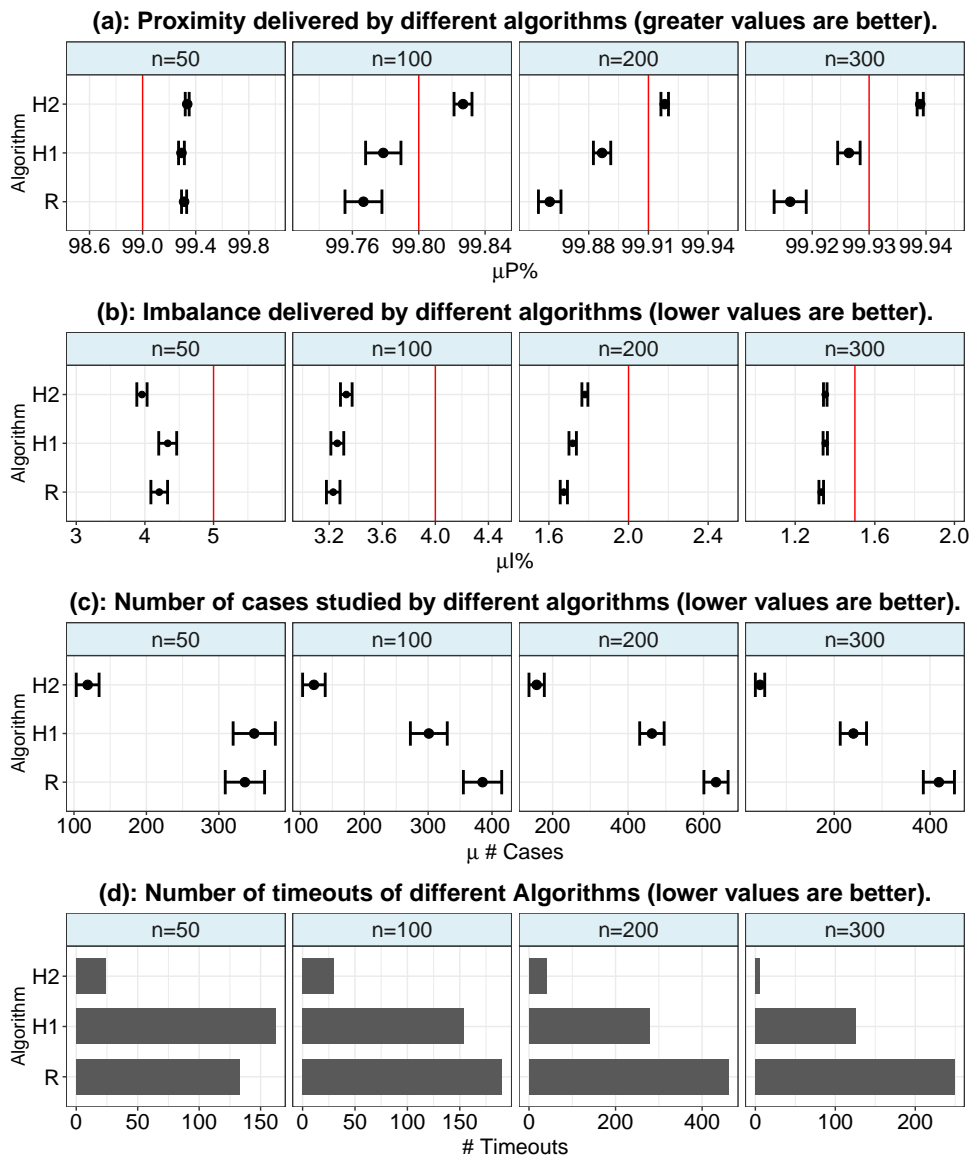 (a): Proximity delivered by different algorithms (greater values are better).
n=50 n=100 n=200 n=300
Algorithm
H2
H1
R
98.6 99.0 99.4 99.8 99.76 99.80 99.84 99.88 99.91 99.94 99.92 99.93 99.94
μP%
(b): Imbalance delivered by different algorithms (lower values are better).
n=50 n=100 n=200 n=300
Algorithm
H2
H1
R
3 4 5 3.2 3.6 4.0 4.4 1.6 2.0 2.4 1.2 1.6 2.0
μI%
(c): Number of cases studied by different algorithms (lower values are better).
n=50 n=100 n=200 n=300
Algorithm
H2
H1
R
100 200 300 100 200 300 400 200 400 600 200 400
μ # Cases
(d): Number of timeouts of different Algorithms (lower values are better).
n=50 n=100 n=200 n=300
Algorithm
H2
H1
R
0 50 100 150 0 50 100 150 0 200 400 0 100 200
# Timeouts